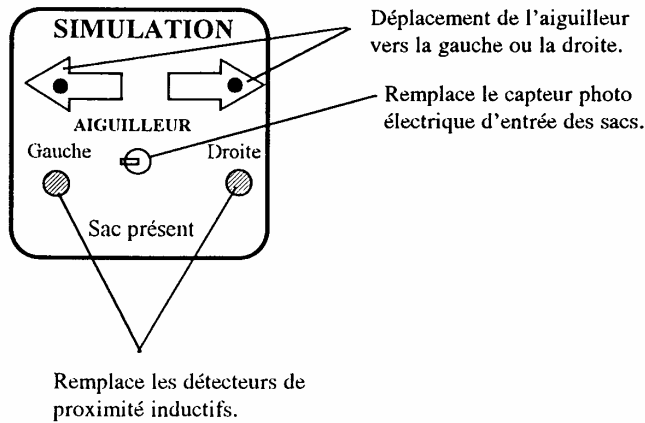 SIMULATION
AIGUILLEUR
Gauche
Droite
Sac présent
Déplacement de l'aiguilleur
vers la gauche ou la droite.
Remplace le capteur photo
électrique d'entrée des sacs.
Remplace les détecteurs de
proximité inductifs.